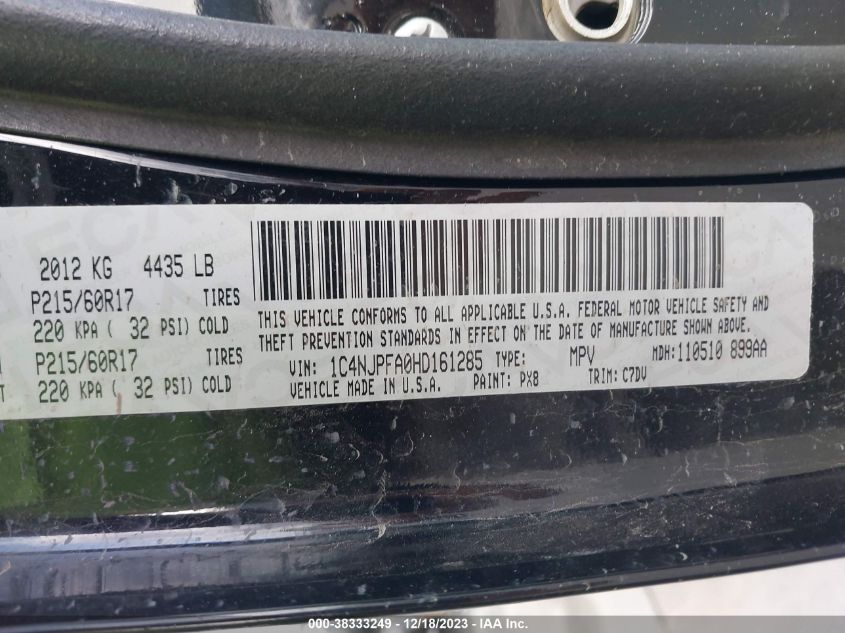 2012 KG 4435 LB
P215/60R17 TIRES
220 KPA ( 32 PSI) COLD
P215/60R17 TIRES
220 KPA ( 32 PSI) COLD
THIS VEHICLE CONFORMS TO ALL APPLICABLE U.S.A. FEDERAL MOTOR VEHICLE SAFETY AND
THEFT PREVENTION STANDARDS IN EFFECT ON THE DATE OF MANUFACTURE SHOWN ABOVE.
VIN: 1C4NJPFA0HD161285 TYPE: MPV MDH:110510 899AA
VEHICLE MADE IN U.S.A. PAINT: PX8 TRIM: C7DV
000-38333249 - 12/18/2023 - IAA Inc.